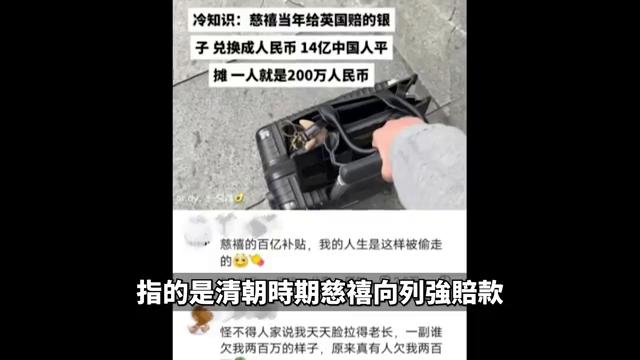 冷知识：慈禧当年给英国赔的银
子 兑换成人民币 14亿中国人平
摊 一人就是200万人民币
慈禧的百亿补贴，我的人生是这样被偷走
的
指的是清朝時期慈禧向列強賠款
怪不得人家说我天天脸拉得老长，一副谁
欠我两百万的样子，原来真有人欠我两百